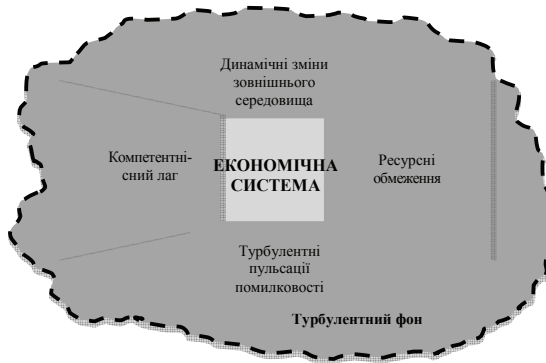 Динамічні зміни
зовнішнього
середовища
Компетентні-
сний лаг
ЕКОНОМІЧНА
СИСТЕМА
Ресурсні
обмеження
Турбулентні
пульсації
помилковості
Турбулентний фон